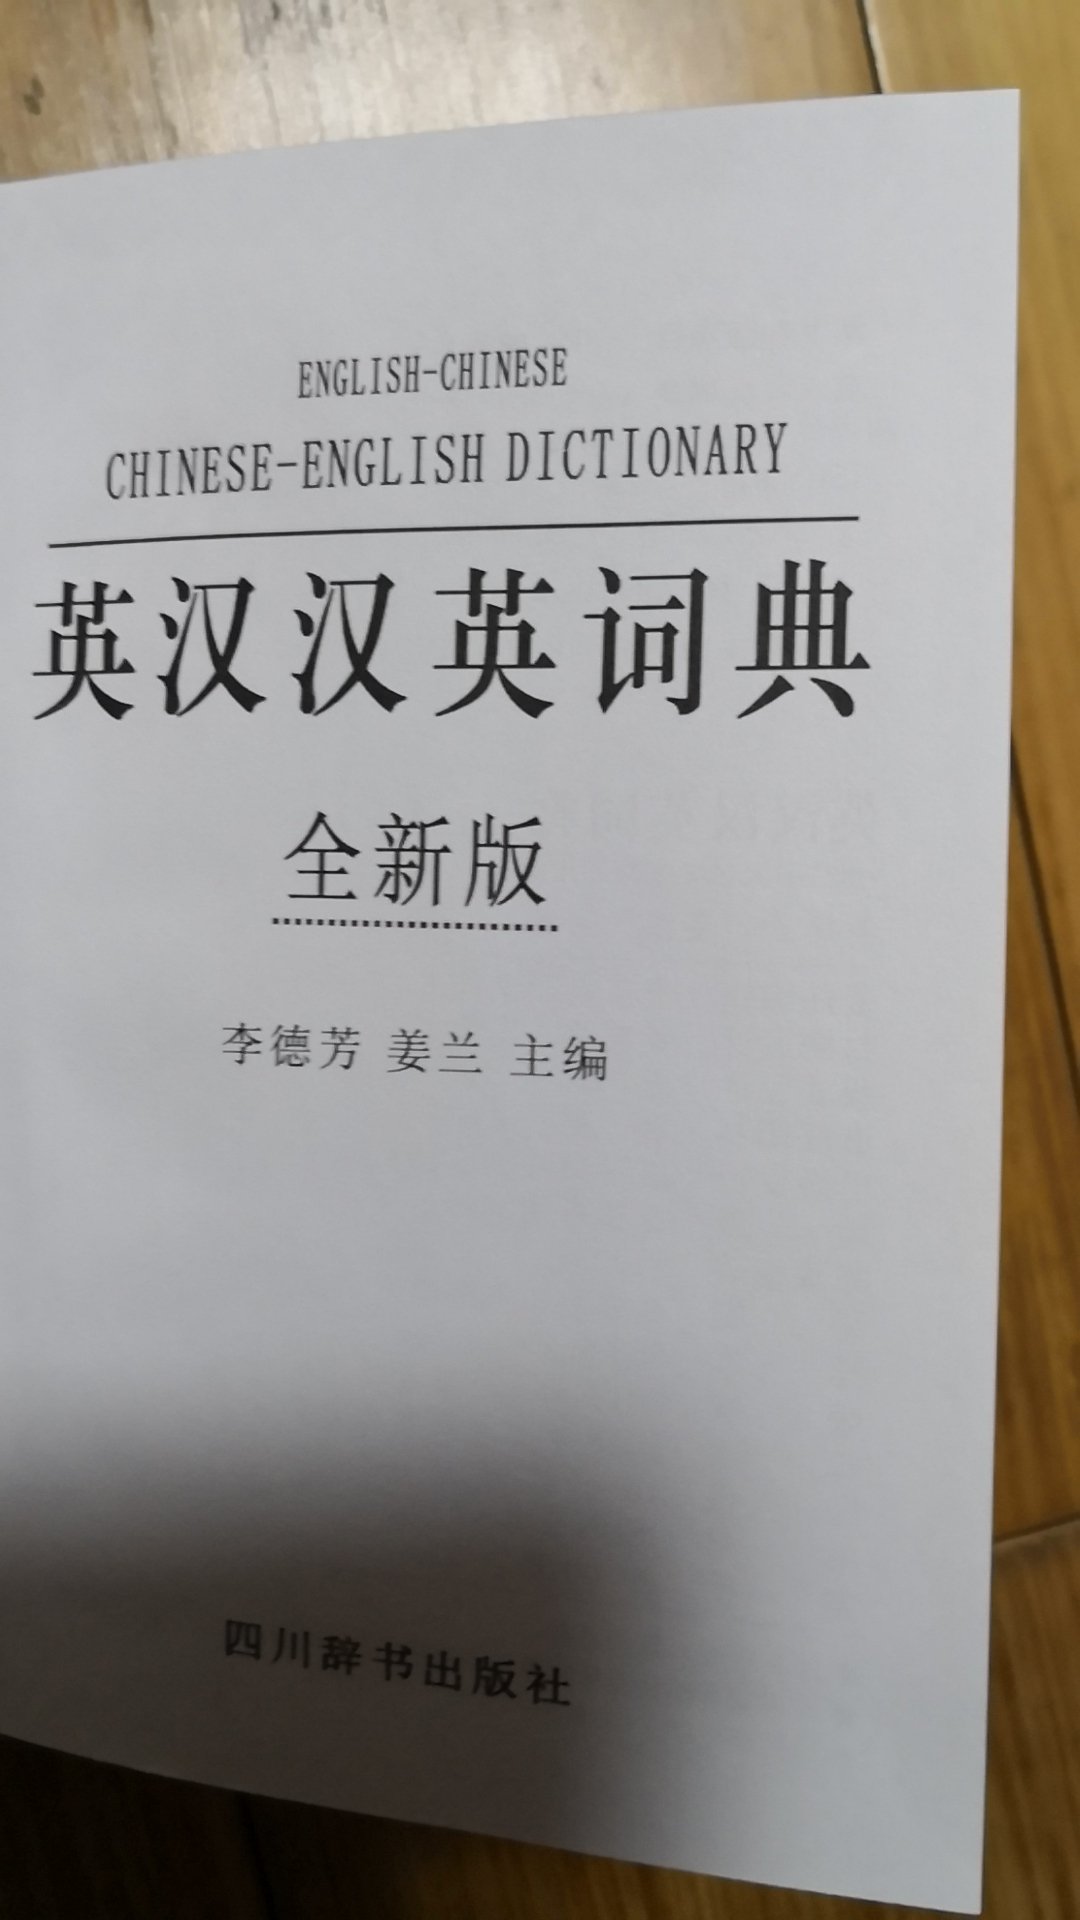 ENGLISH-CHINESE
CHINESE-ENGLISH DICTIONARY
英汉汉英词典
全新版
李德芳 姜兰 主编
四川辞书出版社